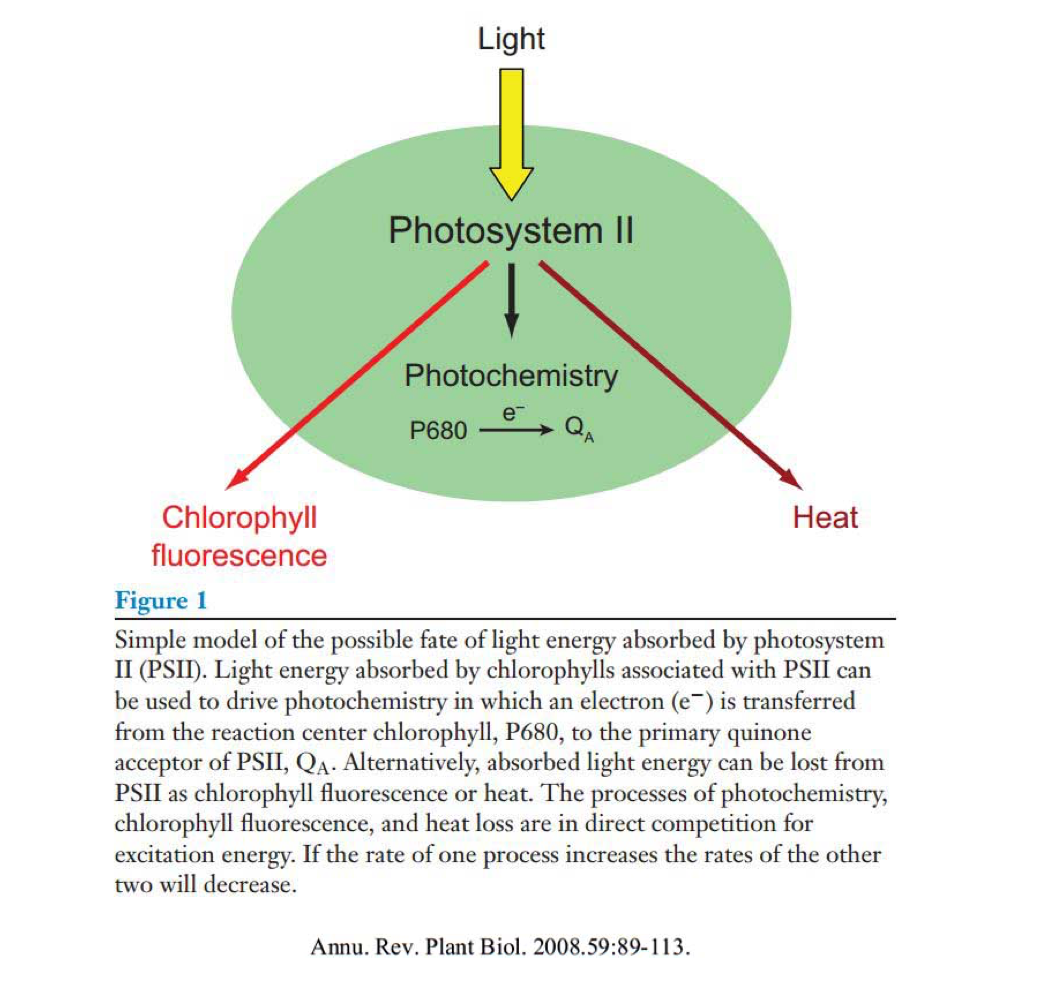 Light
Photosystem II
Photochemistry
P680 e⁻ Q_A
Chlorophyll
fluorescence
Heat
Figure 1
Simple model of the possible fate of light energy absorbed by photosystem
II (PSII). Light energy absorbed by chlorophylls associated with PSII can
be used to drive photochemistry in which an electron (e⁻) is transferred
from the reaction center chlorophyll, P680, to the primary quinone
acceptor of PSII, Q_A. Alternatively, absorbed light energy can be lost from
PSII as chlorophyll fluorescence or heat. The processes of photochemistry,
chlorophyll fluorescence, and heat loss are in direct competition for
excitation energy. If the rate of one process increases the rates of the other
two will decrease.
Annu. Rev. Plant Biol. 2008.59:89-113.